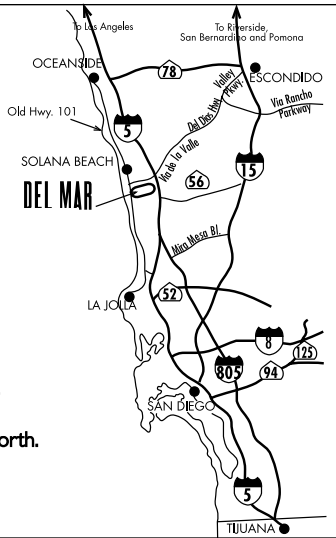 To Los Angeles
To Riverside,
San Bernardino and Pomona
OCEANSIDE
78
ESCONDIDO
Valley
Pkwy.
Old Hwy. 101
5
Del Dios Hwy.
Via Rancho
Parkway
SOLANA BEACH
Via de la Valle
15
56
DEL MAR
Mira Mesa Bl.
52
LA JOLLA
8
125
805
94
SAN DIEGO
orth.
5
TIJUANA